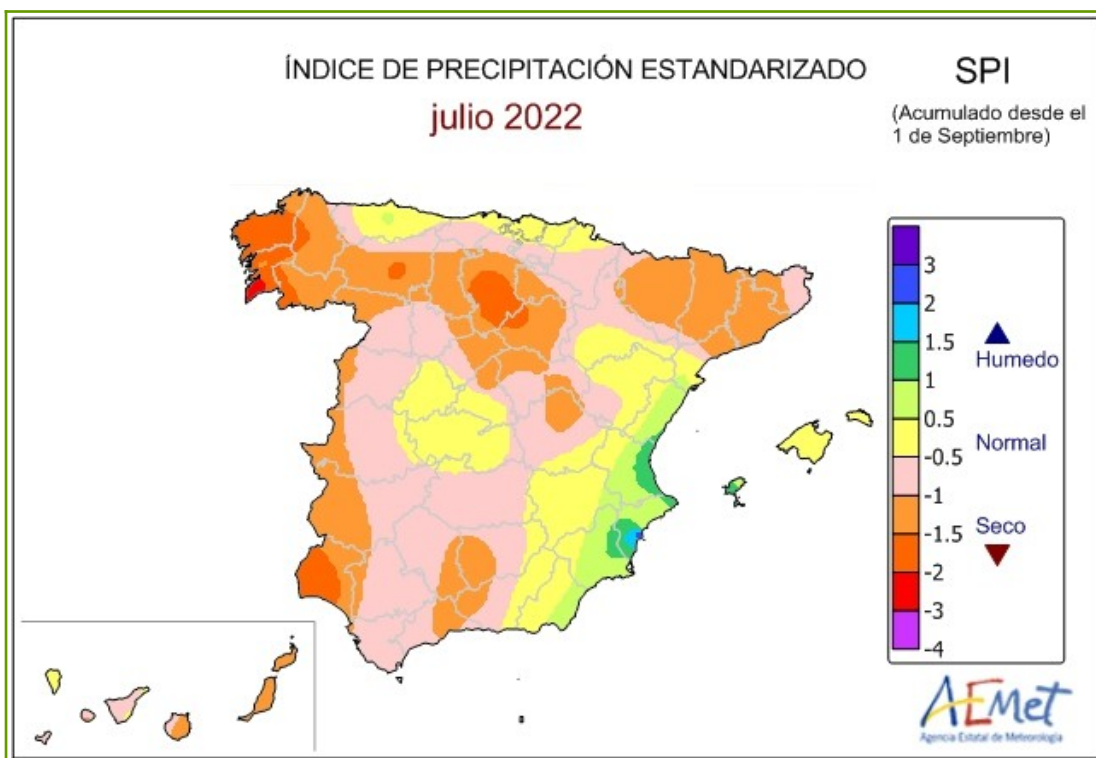 ÍNDICE DE PRECIPITACIÓN ESTANDARIZADO
julio 2022
SPI
(Acumulado desde el
1 de Septiembre)
3
2
1.5
1
0.5
-0.5
-1
-1.5
-2
-3
-4
Humedo
Normal
Seco
AEMet
Agencia Estatal de Meteorología